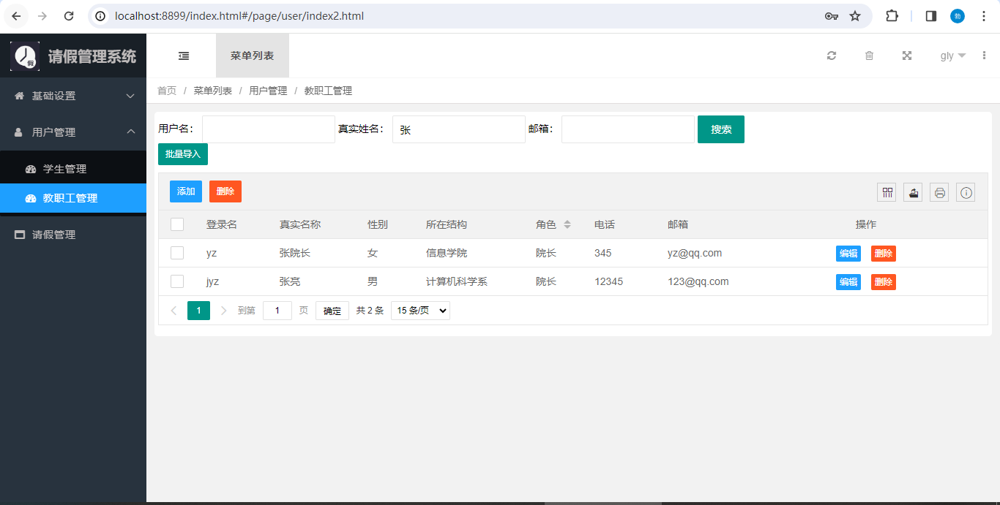 localhost:8899/index.html#/page/user/index2.html
勃
假
请假管理系统
菜单列表
gly
基础设置
首页 / 菜单列表 / 用户管理 / 教职工管理
用户管理
用户名: 真实姓名: 张 邮箱: 搜索
批量导入
学生管理
教职工管理
添加 删除
请假管理
登录名 真实名称 性别 所在结构 角色 电话 邮箱 操作
yz 张院长 女 信息学院 院长 345 yz@qq.com 编辑 删除
jyz 张亮 男 计算机科学系 院长 12345 123@qq.com 编辑 删除
1 到第 1 页 确定 共 2 条 15 条/页